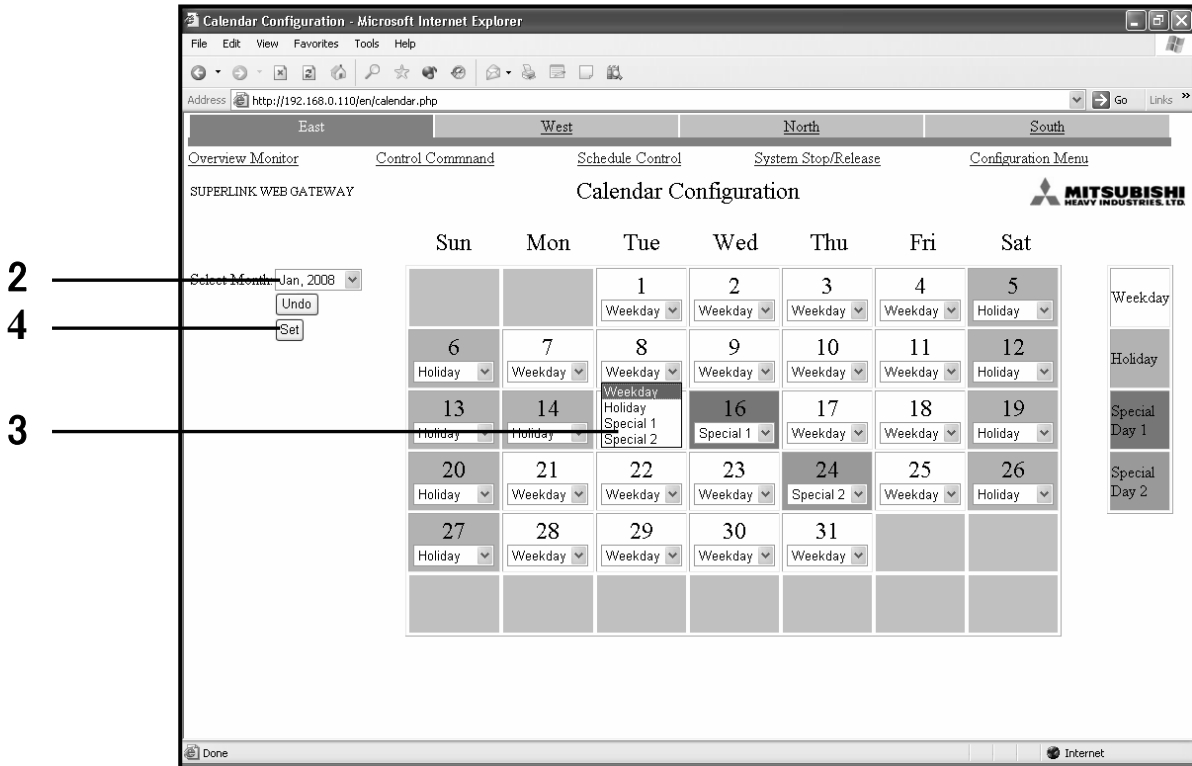 Calendar Configuration - Microsoft Internet Explorer
File Edit View Favorites Tools Help
Address http://192.168.0.110/en/calendar.php Go Links »
East West North South
Overview Monitor Control Commnand Schedule Control System Stop/Release Configuration Menu
SUPERLINK WEB GATEWAY Calendar Configuration MITSUBISHI
HEAVY INDUSTRIES, LTD.
Sun Mon Tue Wed Thu Fri Sat
2 Select Month: Jan, 2008
Undo
4 Set
1 2 3 4 5
Weekday Weekday Weekday Weekday Holiday
6 7 8 9 10 11 12
Holiday Weekday Weekday Weekday Weekday Weekday Holiday
Weekday
Holiday
Special 1
Special 2
3
13 14 16 17 18 19
Holiday Holiday Special 1 Weekday Weekday Holiday
20 21 22 23 24 25 26
Holiday Weekday Weekday Weekday Special 2 Weekday Holiday
27 28 29 30 31
Holiday Weekday Weekday Weekday Weekday
Weekday
Holiday
Special
Day 1
Special
Day 2
Done Internet